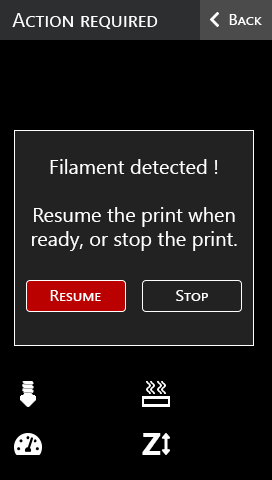 Action required
Back
Filament detected !
Resume the print when
ready, or stop the print.
Resume
Stop
Z